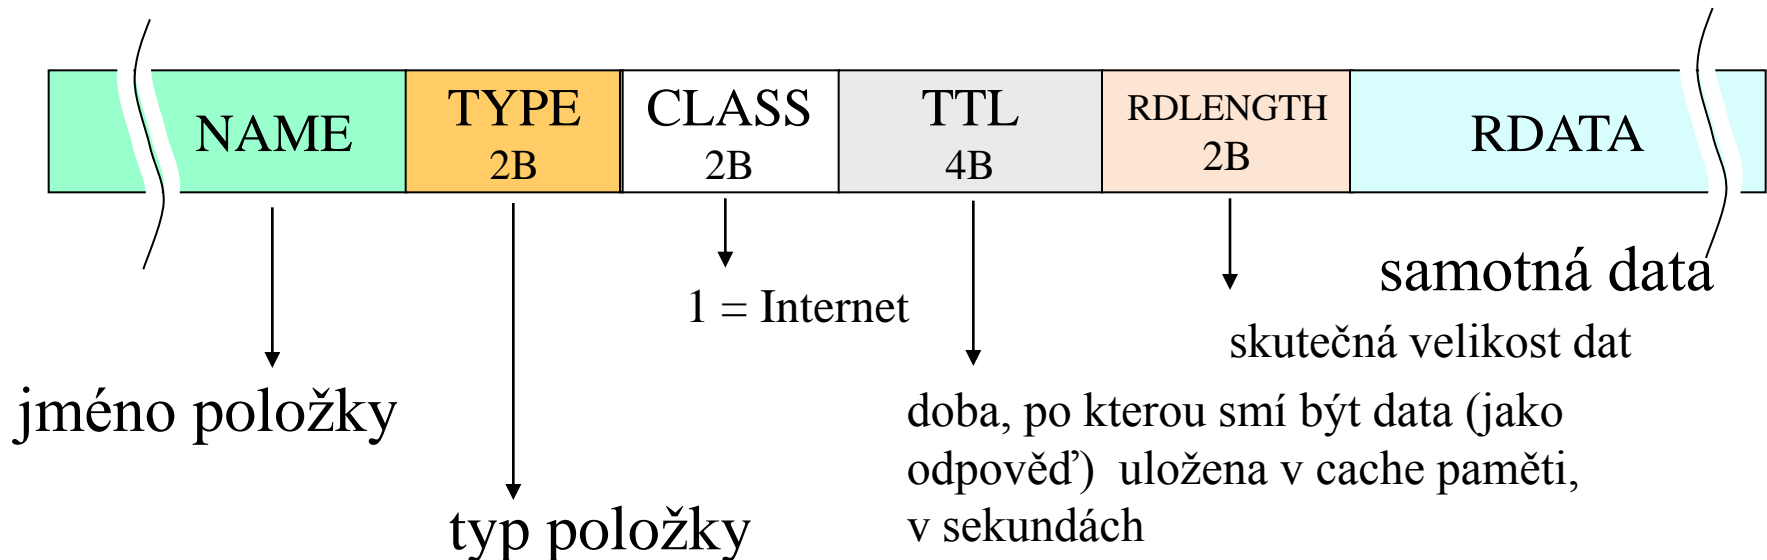 NAME
TYPE
2B
CLASS
2B
TTL
4B
RDLENGTH
2B
RDATA
samotná data
1 = Internet
skutečná velikost dat
jméno položky
doba, po kterou smí být data (jako
odpověď) uložena v cache paměti,
v sekundách
typ položky